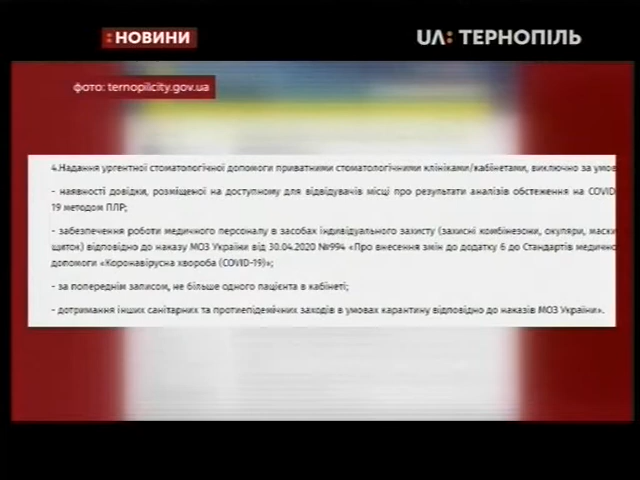 :НОВИНИ
UA: ТЕРНОПІЛЬ
фото: ternopilcity.gov.ua
4.Надання ургентної стоматологічної допомоги приватними стоматологічними клініками/кабінетами, виключно за умов
- наявності довідки, розміщеної на доступному для відвідувачів місці про результати аналізів обстеження на COVID
19 методом ПЛР;
- забезпечення роботи медичного персоналу в засобах індивідуального захисту (захисні комбінезони, окуляри, маски
щиток) відповідно до наказу МОЗ України від 30.04.2020 №994 «Про внесення змін до додатку 6 до Стандартів медично
допомоги «Коронавірусна хвороба (COVID-19)»;
- за попереднім записом, не більше одного пацієнта в кабінеті;
- дотримання інших санітарних та протиепідемічних заходів в умовах карантину відповідно до наказів МОЗ України».